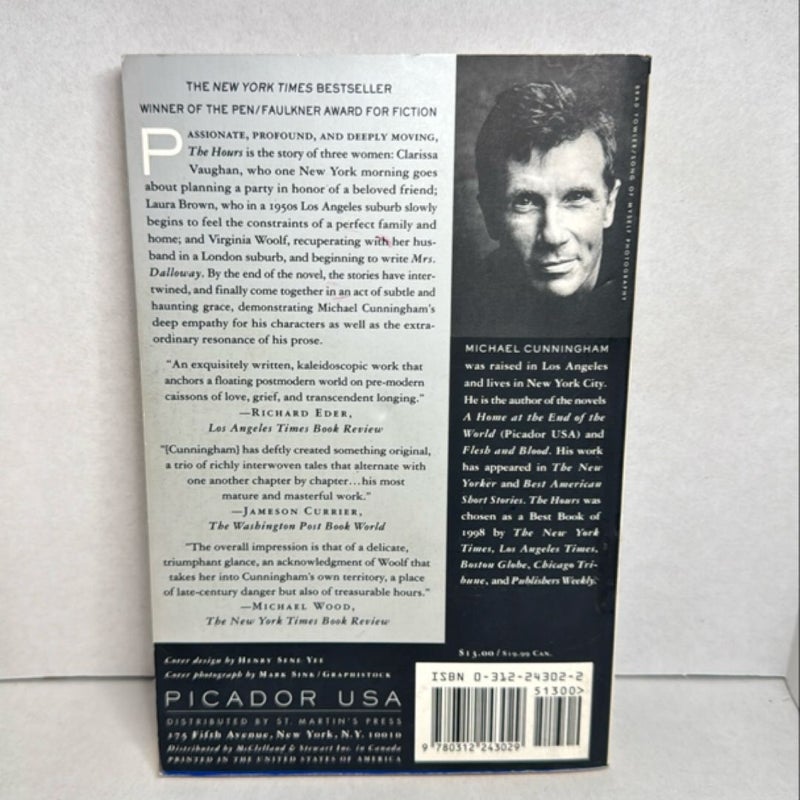 THE NEW YORK TIMES BESTSELLER
WINNER OF THE PEN/FAULKNER AWARD FOR FICTION
PASSIONATE, PROFOUND, AND DEEPLY MOVING,
The Hours is the story of three women: Clarissa
Vaughan, who one New York morning goes
about planning a party in honor of a beloved friend;
Laura Brown, who in a 1950s Los Angeles suburb slowly
begins to feel the constraints of a perfect family and
home; and Virginia Woolf, recuperating with her hus-
band in a London suburb, and beginning to write Mrs.
Dalloway. By the end of the novel, the stories have inter-
twined, and finally come together in an act of subtle and
haunting grace, demonstrating Michael Cunningham's
deep empathy for his characters as well as the extra-
ordinary resonance of his prose.
"An exquisitely written, kaleidoscopic work that
anchors a floating postmodern world on pre-modern
caissons of love, grief, and transcendent longing."
—RICHARD EDER,
Los Angeles Times Book Review
"[Cunningham] has deftly created something original,
a trio of richly interwoven tales that alternate with
one another chapter by chapter...his most
mature and masterful work."
—JAMESON CURRIER,
The Washington Post Book World
"The overall impression is that of a delicate,
triumphant glance, an acknowledgment of Woolf that
takes her into Cunningham's own territory, a place
of late-century danger but also of treasurable hours."
—MICHAEL WOOD,
The New York Times Book Review
Cover design by HENRY SENE YEE
Cover photograph by MARK SINK/GRAPHISTOCK
PICADOR USA
DISTRIBUTED BY ST. MARTIN'S PRESS
175 Fifth Avenue, New York, N.Y. 10010
Distributed by McClelland & Stewart Inc. in Canada
PRINTED IN THE UNITED STATES OF AMERICA
BRAD FOWLER/SONG OF MYSELF PHOTOGRAPHY
MICHAEL CUNNINGHAM
was raised in Los Angeles
and lives in New York City.
He is the author of the novels
A Home at the End of the
World (Picador USA) and
Flesh and Blood. His work
has appeared in The New
Yorker and Best American
Short Stories. The Hours was
chosen as a Best Book of
1998 by The New York
Times, Los Angeles Times,
Boston Globe, Chicago Tri-
bune, and Publishers Weekly.
$13.00/$19.99 CAN.
ISBN 0-312-24302-2
51300>
9 780312 243029